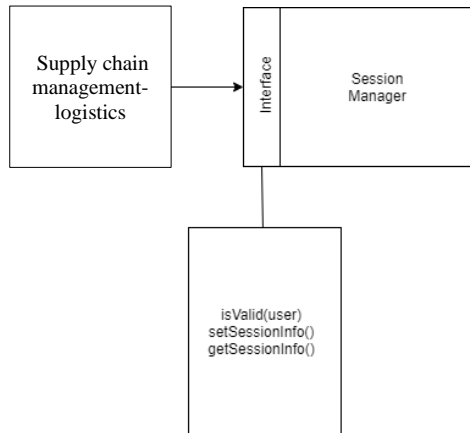 Supply chain
management-
logistics
Interface
Session
Manager
isValid(user)
setSessionInfo()
getSessionInfo()